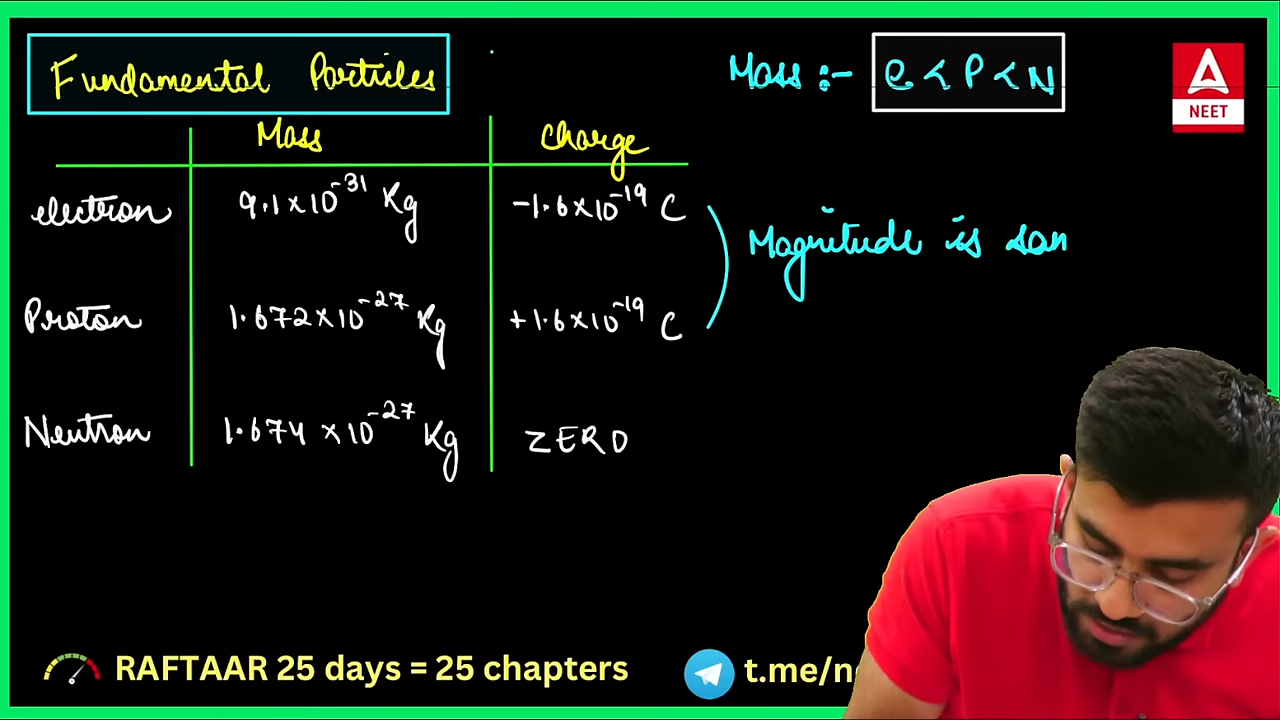 Fundamental Particles
Mass :- e < P < N
NEET
Mass Charge
electron 9.1×10⁻³¹ Kg -1.6×10⁻¹⁹ C
Magnitude is sam
Proton 1.672×10⁻²⁷ Kg +1.6×10⁻¹⁹ C
Neutron 1.674 ×10⁻²⁷ Kg ZERO
RAFTAAR 25 days = 25 chapters
t.me/ne